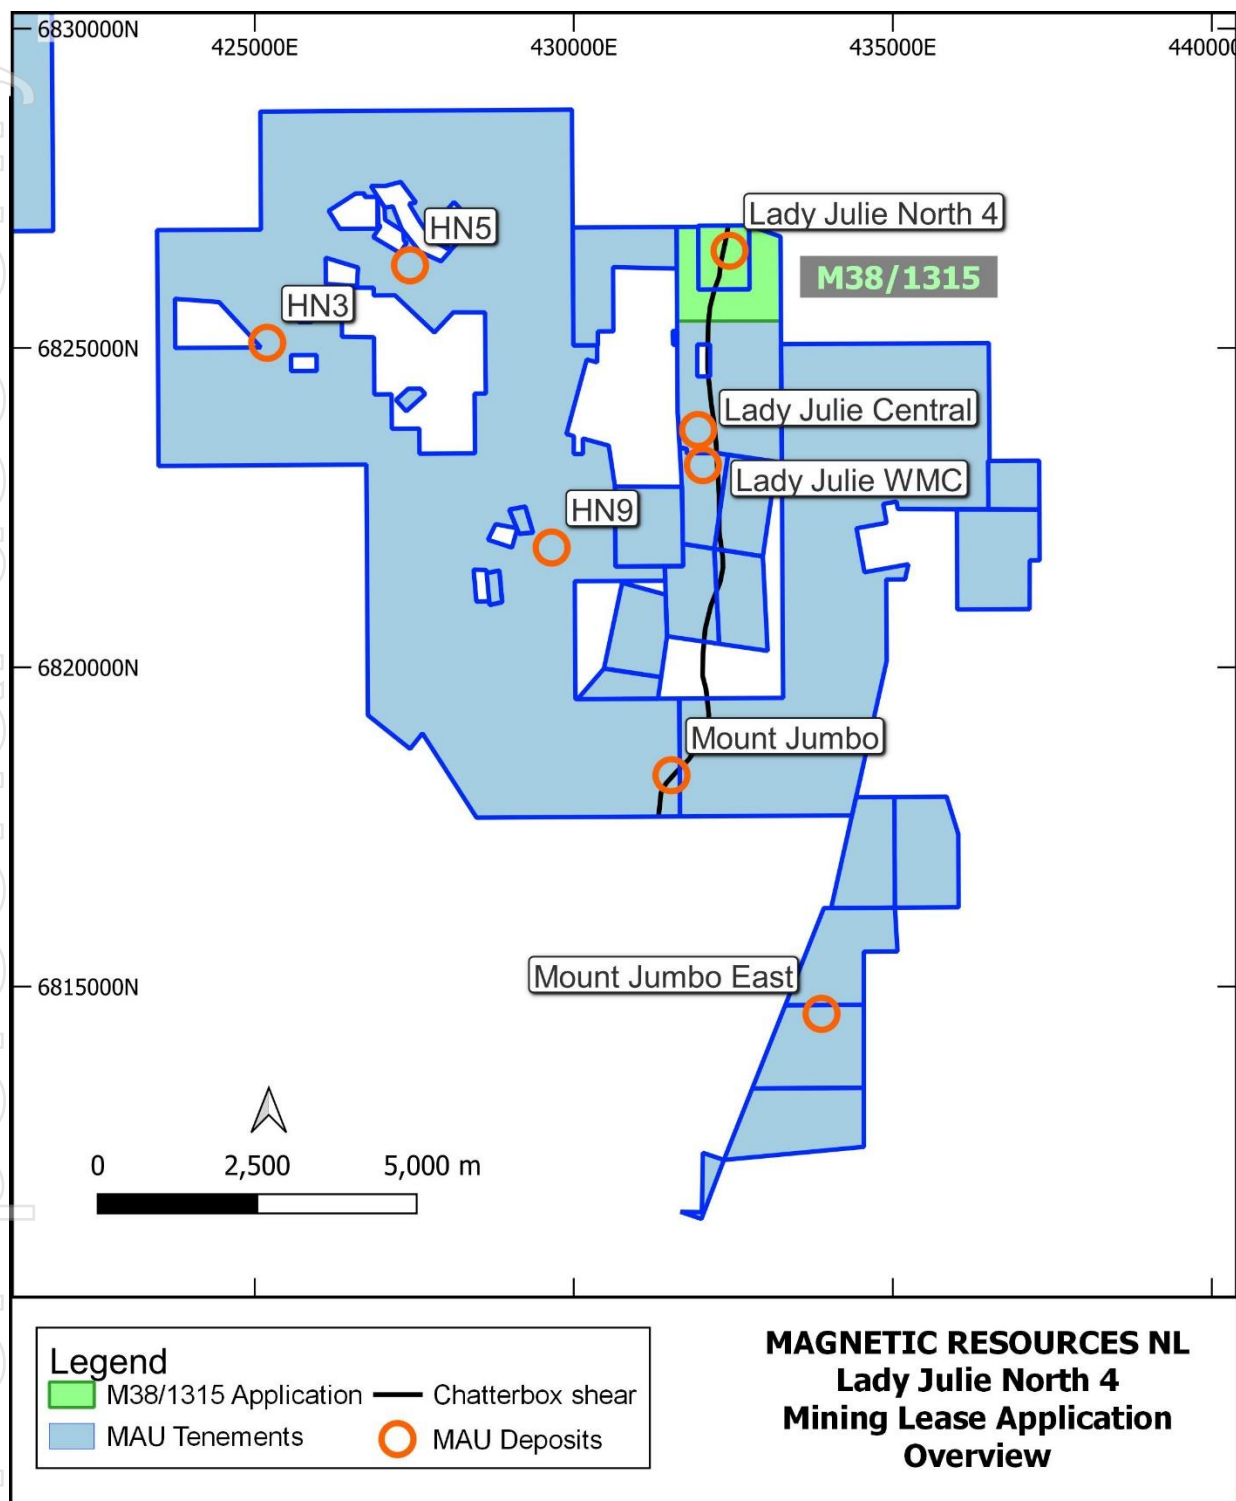 6830000N
425000E
430000E
435000E
44000
Lady Julie North 4
HN5
M38/1315
HN3
6825000N
Lady Julie Central
Lady Julie WMC
HN9
6820000N
Mount Jumbo
Mount Jumbo East
6815000N
0 2,500 5,000 m
Legend
M38/1315 Application
Chatterbox shear
MAU Tenements
MAU Deposits
MAGNETIC RESOURCES NL
Lady Julie North 4
Mining Lease Application
Overview